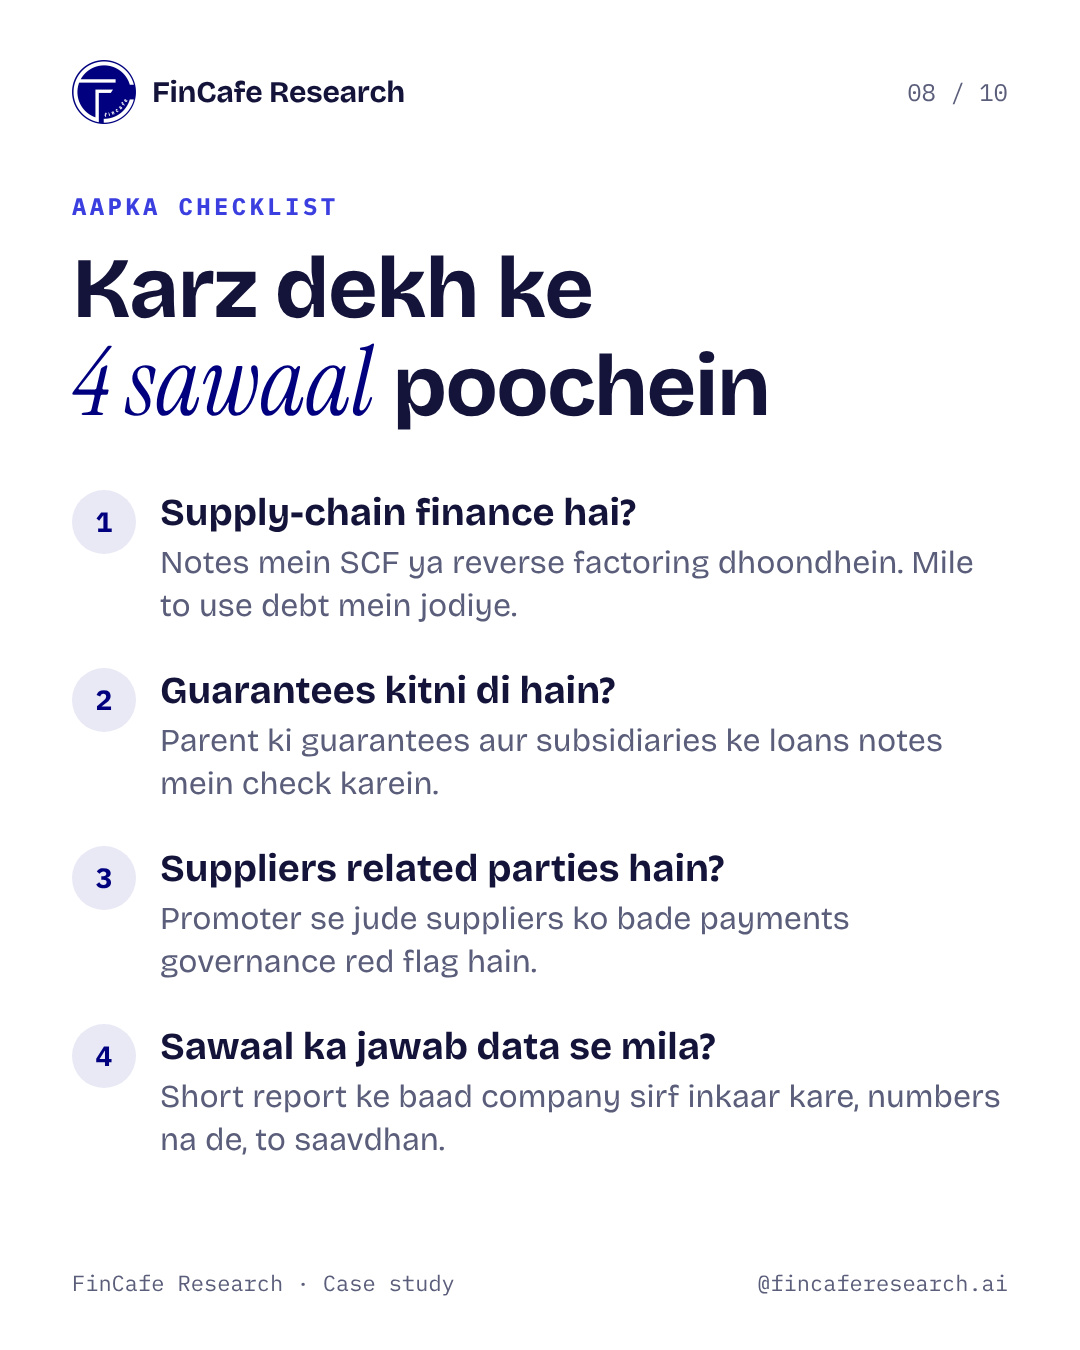 FinCafe Research
08 / 10
AAPKA CHECKLIST
Karz dekh ke
4 sawaal poochein
1
Supply-chain finance hai?
Notes mein SCF ya reverse factoring dhoondhein. Mile
to use debt mein jodiye.
2
Guarantees kitni di hain?
Parent ki guarantees aur subsidiaries ke loans notes
mein check karein.
3
Suppliers related parties hain?
Promoter se jude suppliers ko bade payments
governance red flag hain.
4
Sawaal ka jawab data se mila?
Short report ke baad company sirf inkaar kare, numbers
na de, to saavdhan.
FinCafe Research · Case study
@fincaferesearch.ai